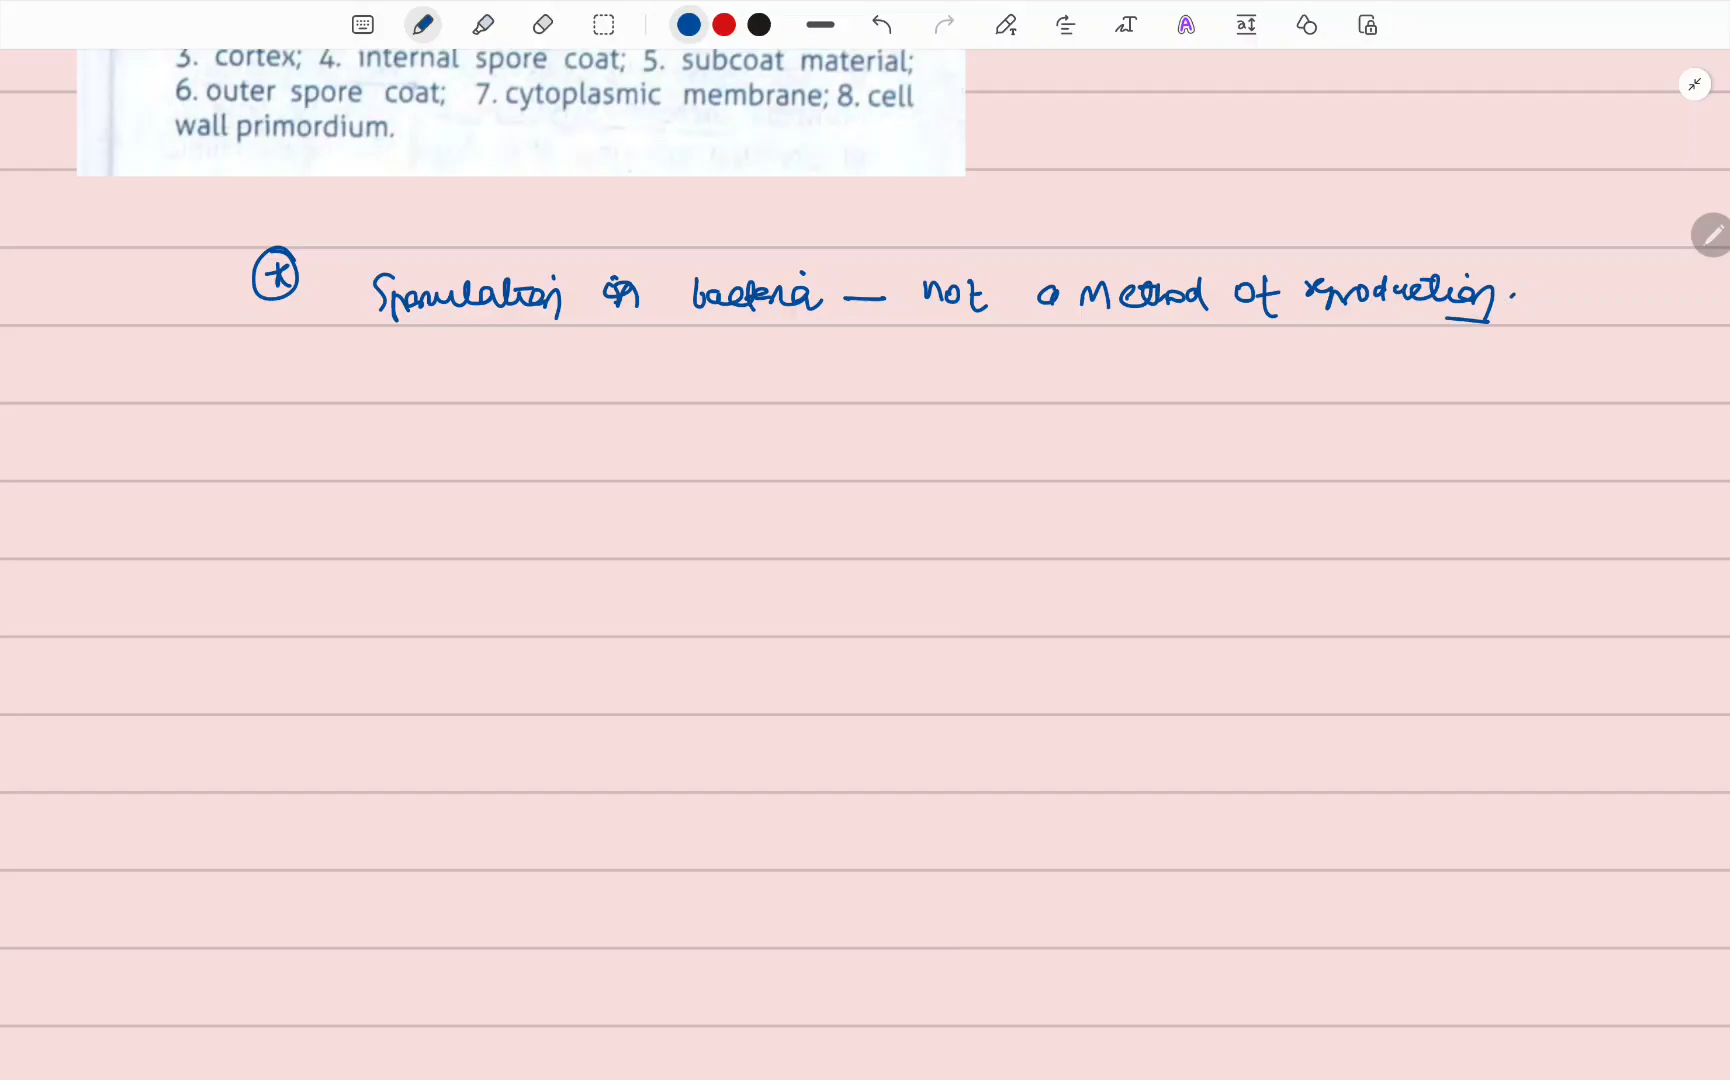 3. cortex; 4. internal spore coat; 5. subcoat material;
6. outer spore coat; 7. cytoplasmic membrane; 8. cell
wall primordium.
* Sporulation in bacteria — not a method of reproduction.